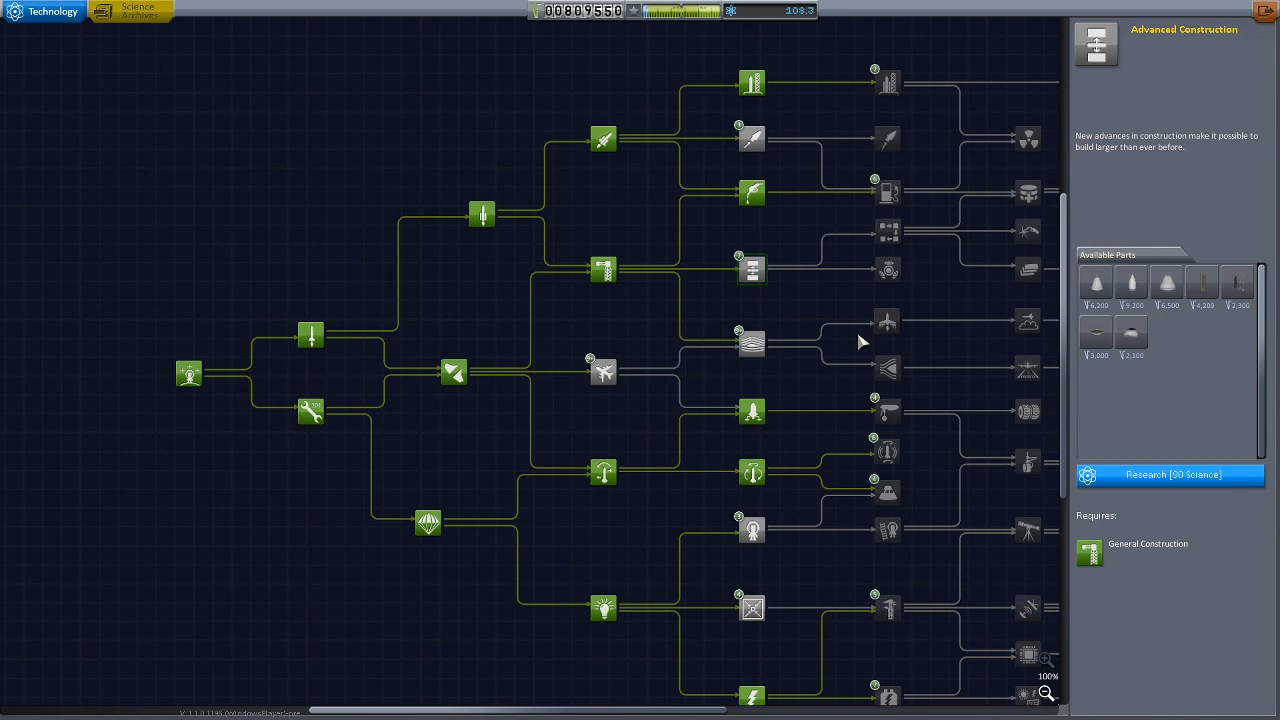 Technology
Science
Archives
00809550
108.3
Advanced Construction
New advances in construction make it possible to
build larger than ever before.
Available Parts
6,200 9,200 6,500 4,200 2,300
3,000 2,100
Research [90 Science]
Requires:
General Construction
101
100%